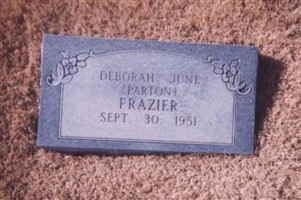 DEBORAH JUNE
(PARTON)
FRAZIER
SEPT. 30 1951